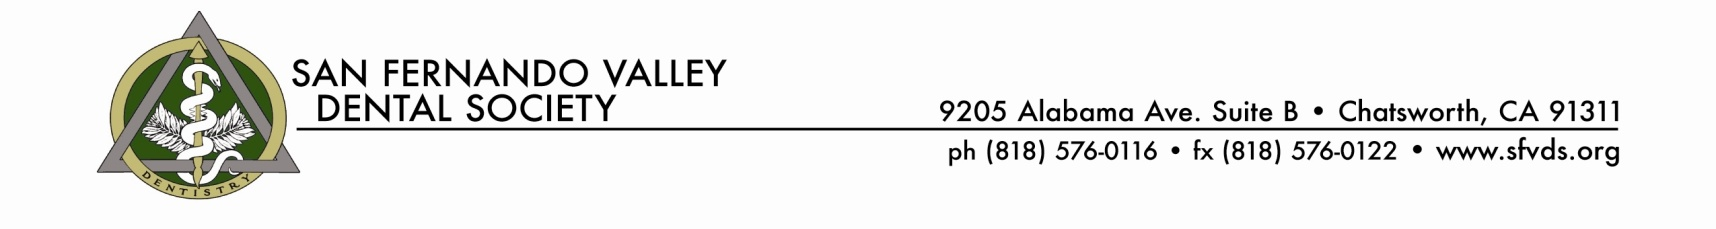 SAN FERNANDO VALLEY
DENTAL SOCIETY
9205 Alabama Ave. Suite B • Chatsworth, CA 91311
ph (818) 576-0116 • fx (818) 576-0122 • www.sfvds.org
DENTISTRY